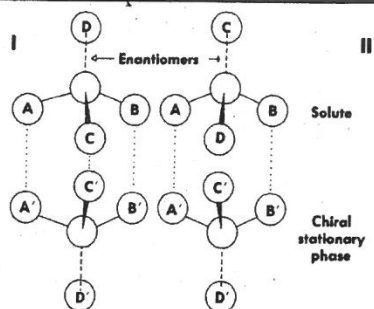 I
D
C
II
Enantiomers
A
B
A
B
Solute
C
D
C'
C'
A'
B'
A'
B'
Chiral
stationary
phase
D'
D'